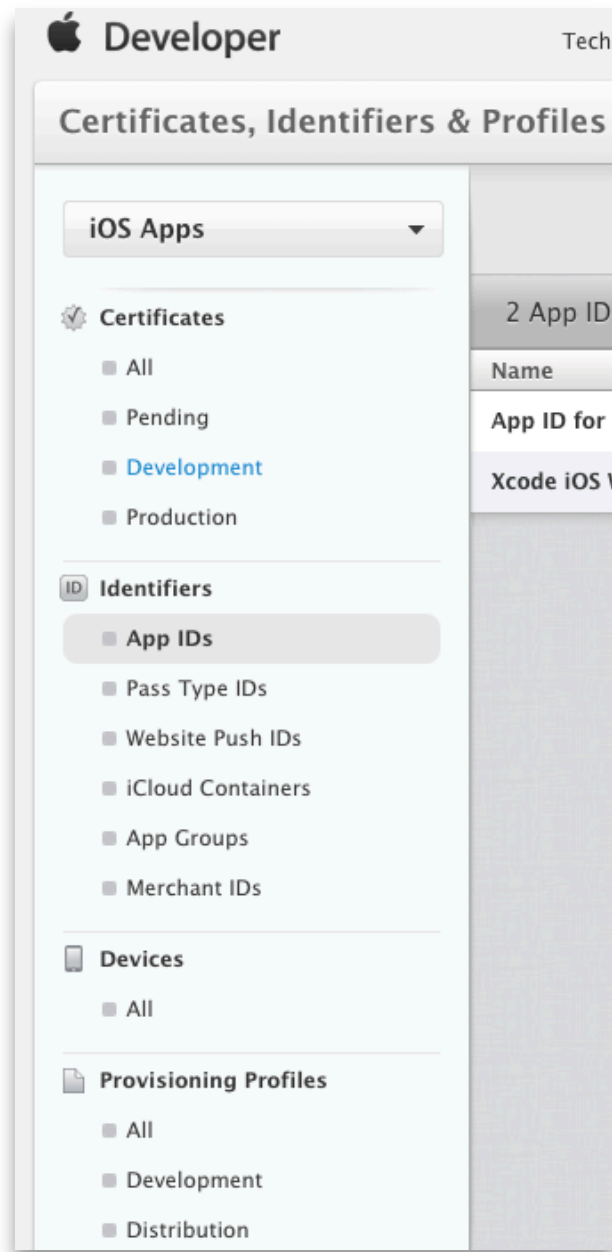 Developer
Tech
Certificates, Identifiers & Profiles
iOS Apps
Certificates
All
Pending
Development
Production
ID Identifiers
App IDs
Pass Type IDs
Website Push IDs
iCloud Containers
App Groups
Merchant IDs
Devices
All
Provisioning Profiles
All
Development
Distribution
2 App ID
Name
App ID for
Xcode iOS